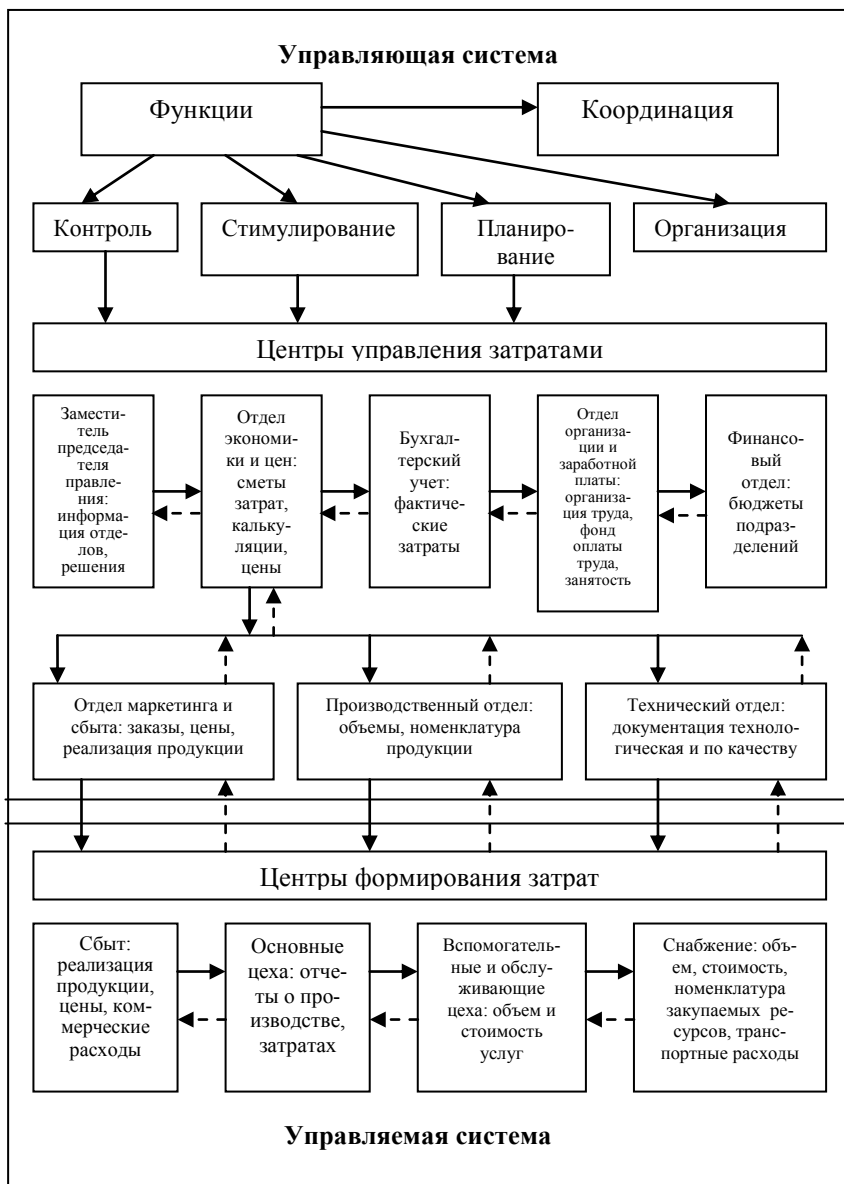 Управляющая система
Функции
Координация
Контроль
Стимулирование
Планиро-
вание
Организация
Центры управления затратами
Замести-
тель
председа-
теля
правле-
ния:
информа-
ция отде-
лов,
решения
Отдел
экономи-
ки и цен:
сметы
затрат,
кальку-
ляции,
цены
Бухгал-
терский
учет:
фактиче-
ские
затраты
Отдел
организа-
ции и
заработной
платы:
организа-
ция труда,
фонд
оплаты
труда,
занятость
Финансо-
вый
отдел:
бюджеты
подраз-
делений
Отдел маркетинга и
сбыта: заказы, цены,
реализация продукции
Производственный отдел:
объемы, номенклатура
продукции
Технический отдел:
документация техноло-
гическая и по качеству
Центры формирования затрат
Сбыт:
реализация
продукции,
цены, ком-
мерческие
расходы
Основные
цеха: отче-
ты о про-
изводстве,
затратах
Вспомогатель-
ные и обслу-
живающие
цеха: объем и
стоимость
услуг
Снабжение: объ-
ем, стоимость,
номенклатура
закупаемых ре-
сурсов, транс-
портные расходы
Управляемая система